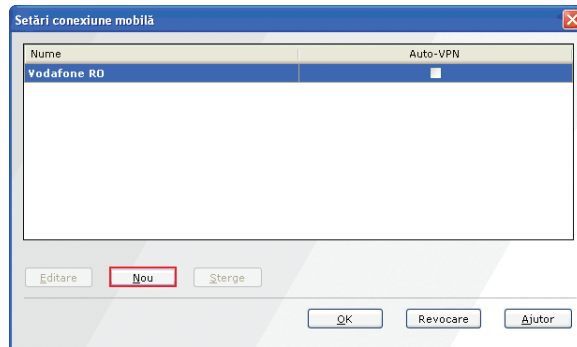 Setări conexiune mobilă
Nume Auto-VPN
Vodafone RO
Editare Nou Sterge
OK Revocare Ajutor